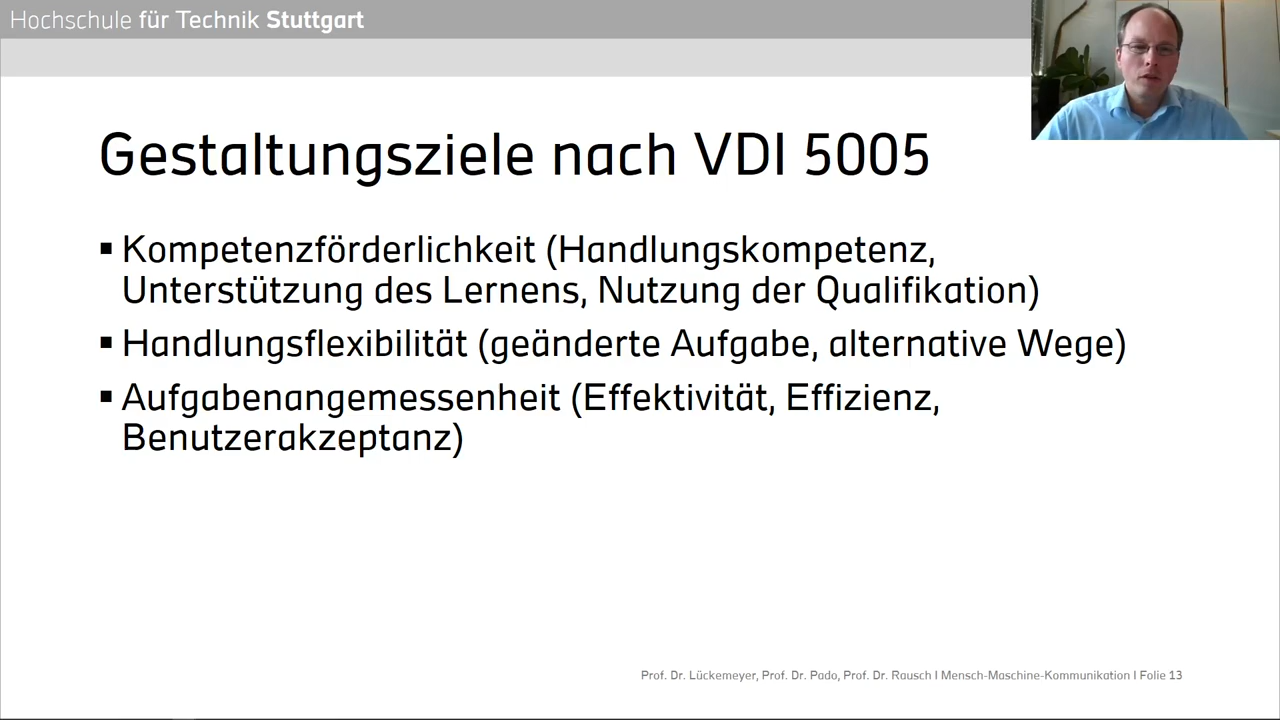 Hochschule für Technik Stuttgart
Gestaltungsziele nach VDI 5005
▪ Kompetenzförderlichkeit (Handlungskompetenz,
Unterstützung des Lernens, Nutzung der Qualifikation)
▪ Handlungsflexibilität (geänderte Aufgabe, alternative Wege)
▪ Aufgabenangemessenheit (Effektivität, Effizienz,
Benutzerakzeptanz)
Prof. Dr. Lückemeyer, Prof. Dr. Pado, Prof. Dr. Rausch I Mensch-Maschine-Kommunikation I Folie 13